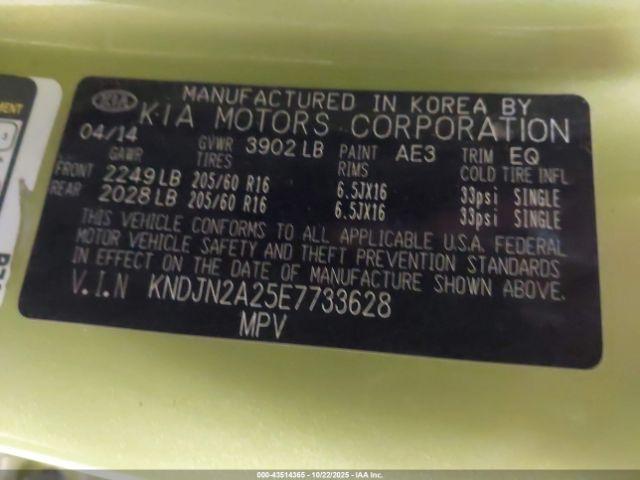 MENT
3
KIA
MANUFACTURED IN KOREA BY
KIA MOTORS CORPORATION
04/14 GVWR 3902 LB PAINT AE3 TRIM EQ
GAWR TIRES RIMS COLD TIRE INFL
FRONT 2249 LB 205/60 R16 6.5JX16 33psi SINGLE
REAR 2028 LB 205/60 R16 6.5JX16 33psi SINGLE
THIS VEHICLE CONFORMS TO ALL APPLICABLE U.S.A. FEDERAL
MOTOR VEHICLE SAFETY AND THEFT PREVENTION STANDARDS
IN EFFECT ON THE DATE OF MANUFACTURE SHOWN ABOVE.
V.I.N KNDJN2A25E7733628
MPV
000-43514365 - 10/22/2025 - IAA Inc.